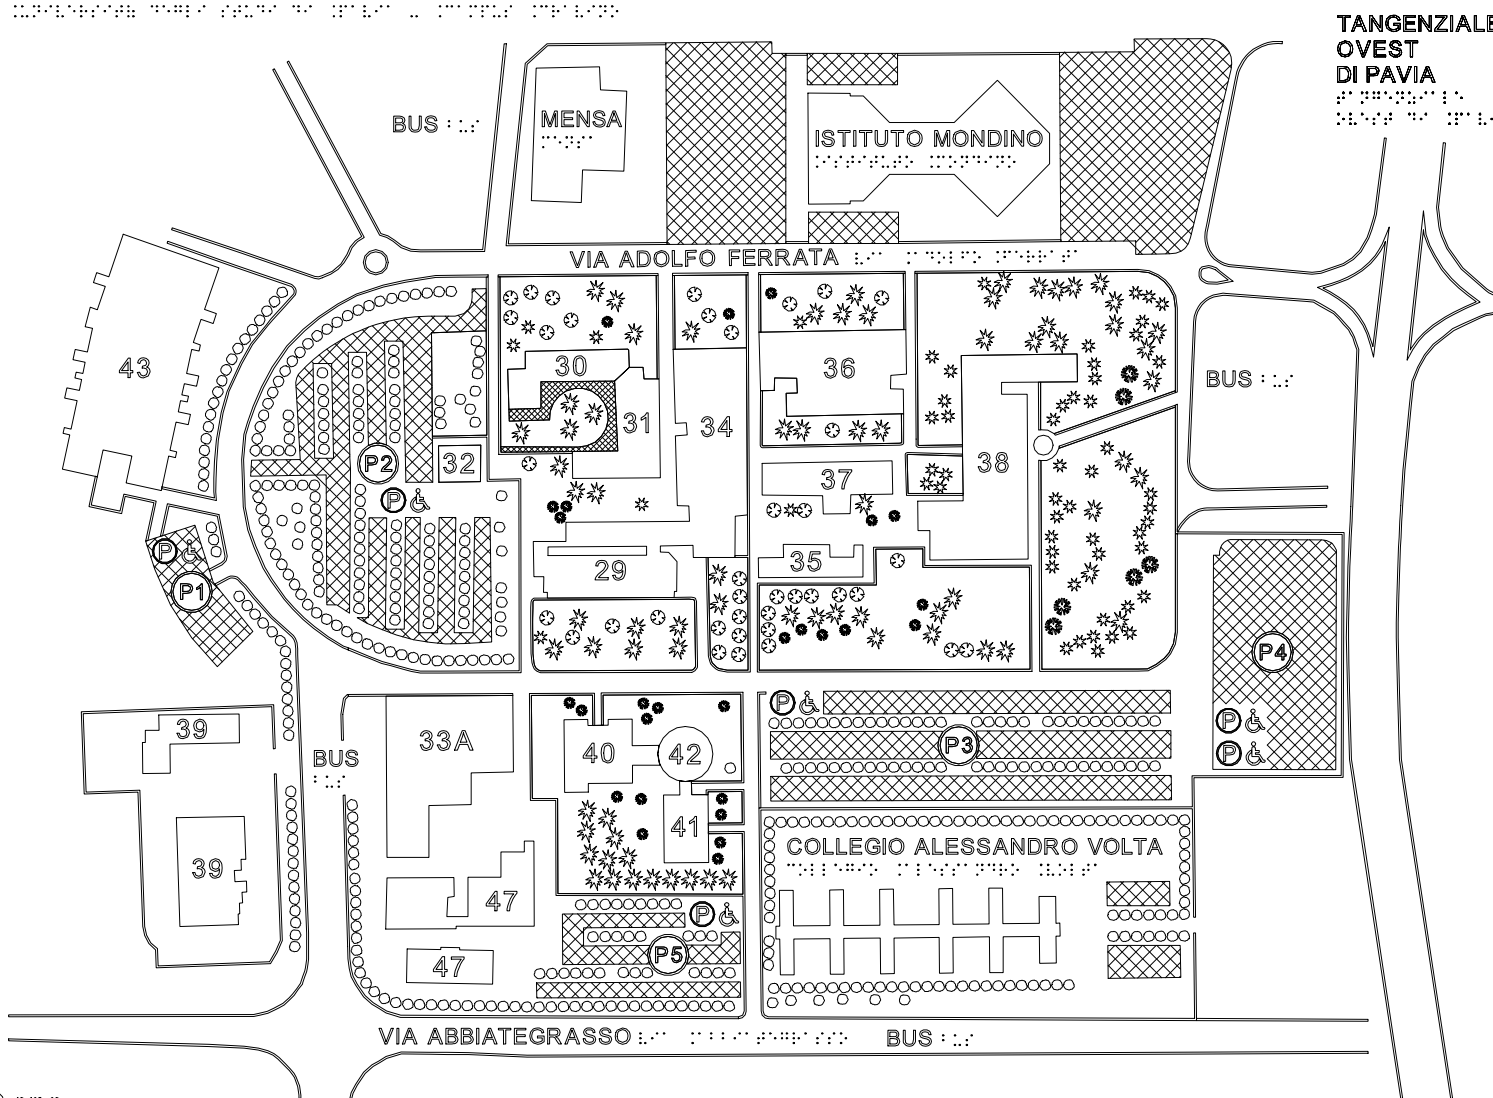 TANGENZIALE
OVEST
DI PAVIA
BUS
MENSA
ISTITUTO MONDINO
VIA ADOLFO FERRATA
43
30
31
34
36
BUS
P2
32
37
38
P
P
P1
29
35
P4
39
BUS
33A
40
42
P
P3
P
P
41
39
COLLEGIO ALESSANDRO VOLTA
47
P
47
P5
VIA ABBIATEGRASSO
BUS